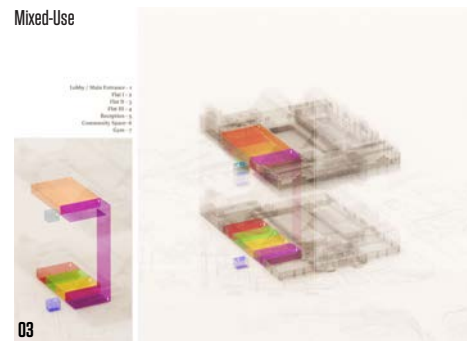 Mixed-Use
Lobby / Main Entrance - 1
Flat I - 2
Flat II - 3
Flat III - 4
Reception - 5
Community Space - 6
Gym - 7
03